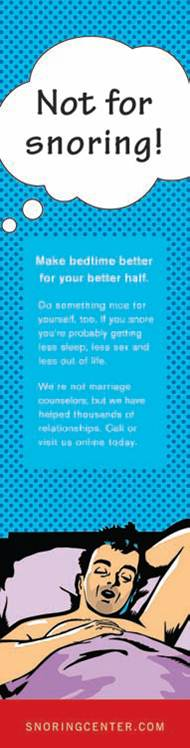 Not for
snoring!
Make bedtime better
for your better half.
Do something nice for
yourself, too. If you snore
you're probably getting
less sleep, less sex and
less out of life.
We're not marriage
counselors, but we have
helped thousands of
relationships. Call or
visit us online today.
SNORINGCENTER.COM